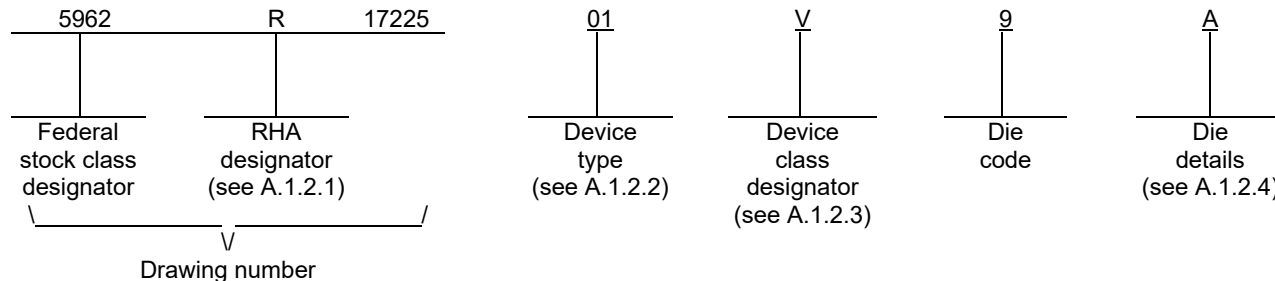 5962 R 17225 01 V 9 A
Federal stock class designator
RHA designator (see A.1.2.1)
Device type (see A.1.2.2)
Device class designator (see A.1.2.3)
Die code
Die details (see A.1.2.4)
Drawing number